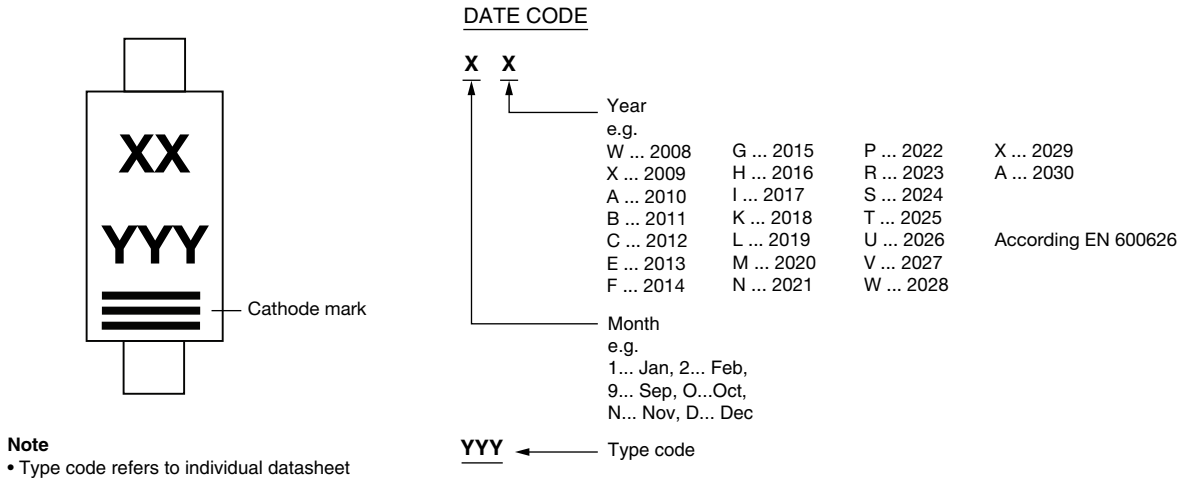 DATE CODE
XX
YYY
Cathode mark
Note
• Type code refers to individual datasheet
X X
Year
e.g.
W ... 2008 G ... 2015 P ... 2022 X ... 2029
X ... 2009 H ... 2016 R ... 2023 A ... 2030
A ... 2010 I ... 2017 S ... 2024
B ... 2011 K ... 2018 T ... 2025
C ... 2012 L ... 2019 U ... 2026 According EN 600626
E ... 2013 M ... 2020 V ... 2027
F ... 2014 N ... 2021 W ... 2028
Month
e.g.
1... Jan, 2... Feb,
9... Sep, O...Oct,
N... Nov, D... Dec
YYY Type code